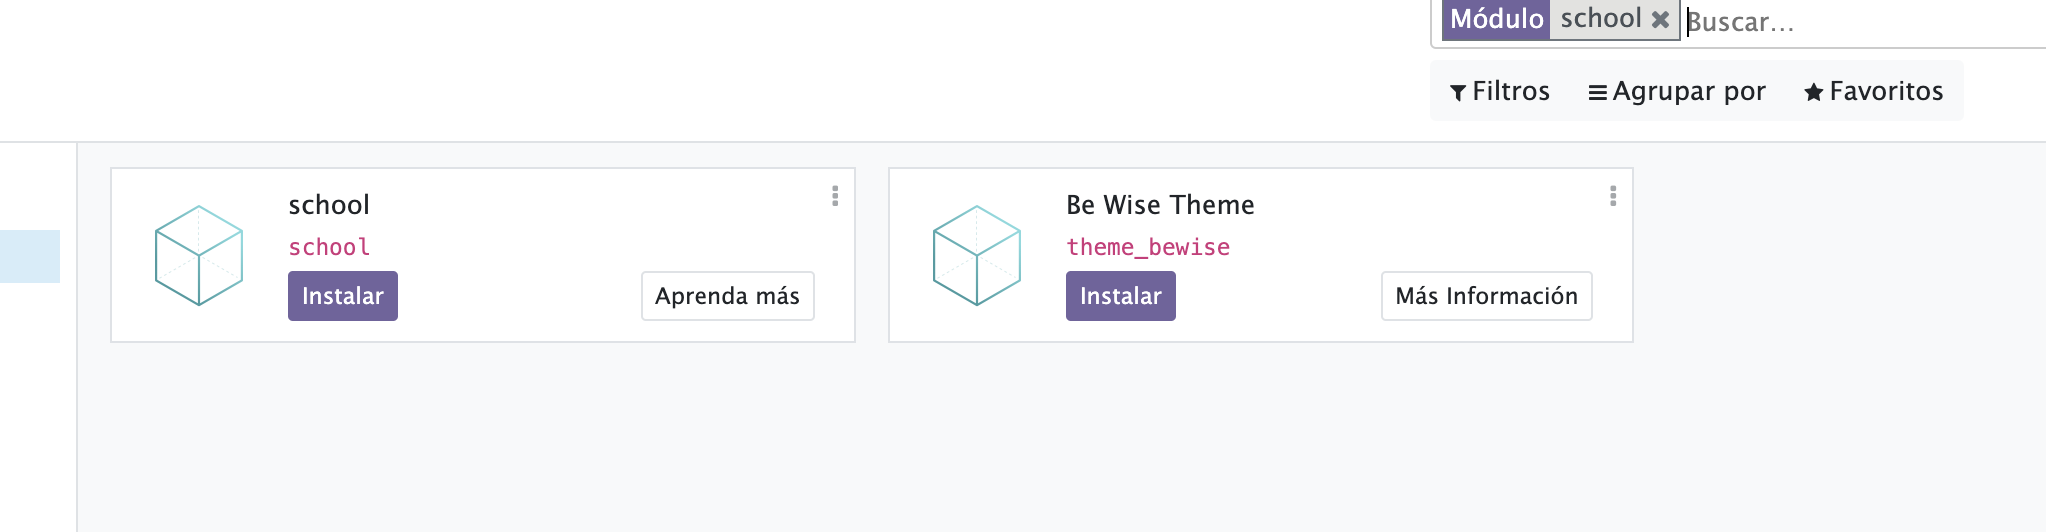 Módulo school Buscar...
Filtros Agrupar por Favoritos
school
school
Instalar
Aprenda más
Be Wise Theme
theme_bewise
Instalar
Más Información